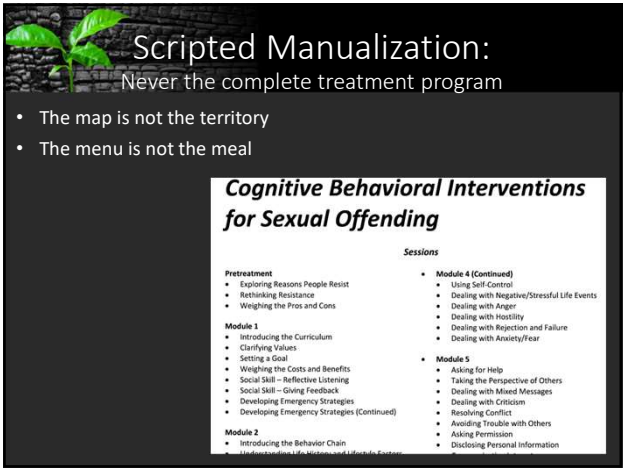 Scripted Manualization:
Never the complete treatment program
• The map is not the territory
• The menu is not the meal
Cognitive Behavioral Interventions
for Sexual Offending
Sessions
Pretreatment
• Exploring Reasons People Resist
• Rethinking Resistance
• Weighing the Pros and Cons
Module 1
• Introducing the Curriculum
• Clarifying Values
• Setting a Goal
• Weighing the Costs and Benefits
• Social Skill – Reflective Listening
• Social Skill – Giving Feedback
• Developing Emergency Strategies
• Developing Emergency Strategies (Continued)
Module 2
• Introducing the Behavior Chain
• Understanding Life History and Lifestyle Factors
• Module 4 (Continued)
• Using Self-Control
• Dealing with Negative/Stressful Life Events
• Dealing with Anger
• Dealing with Hostility
• Dealing with Rejection and Failure
• Dealing with Anxiety/Fear
• Module 5
• Asking for Help
• Taking the Perspective of Others
• Dealing with Mixed Messages
• Dealing with Criticism
• Resolving Conflict
• Avoiding Trouble with Others
• Asking Permission
• Disclosing Personal Information